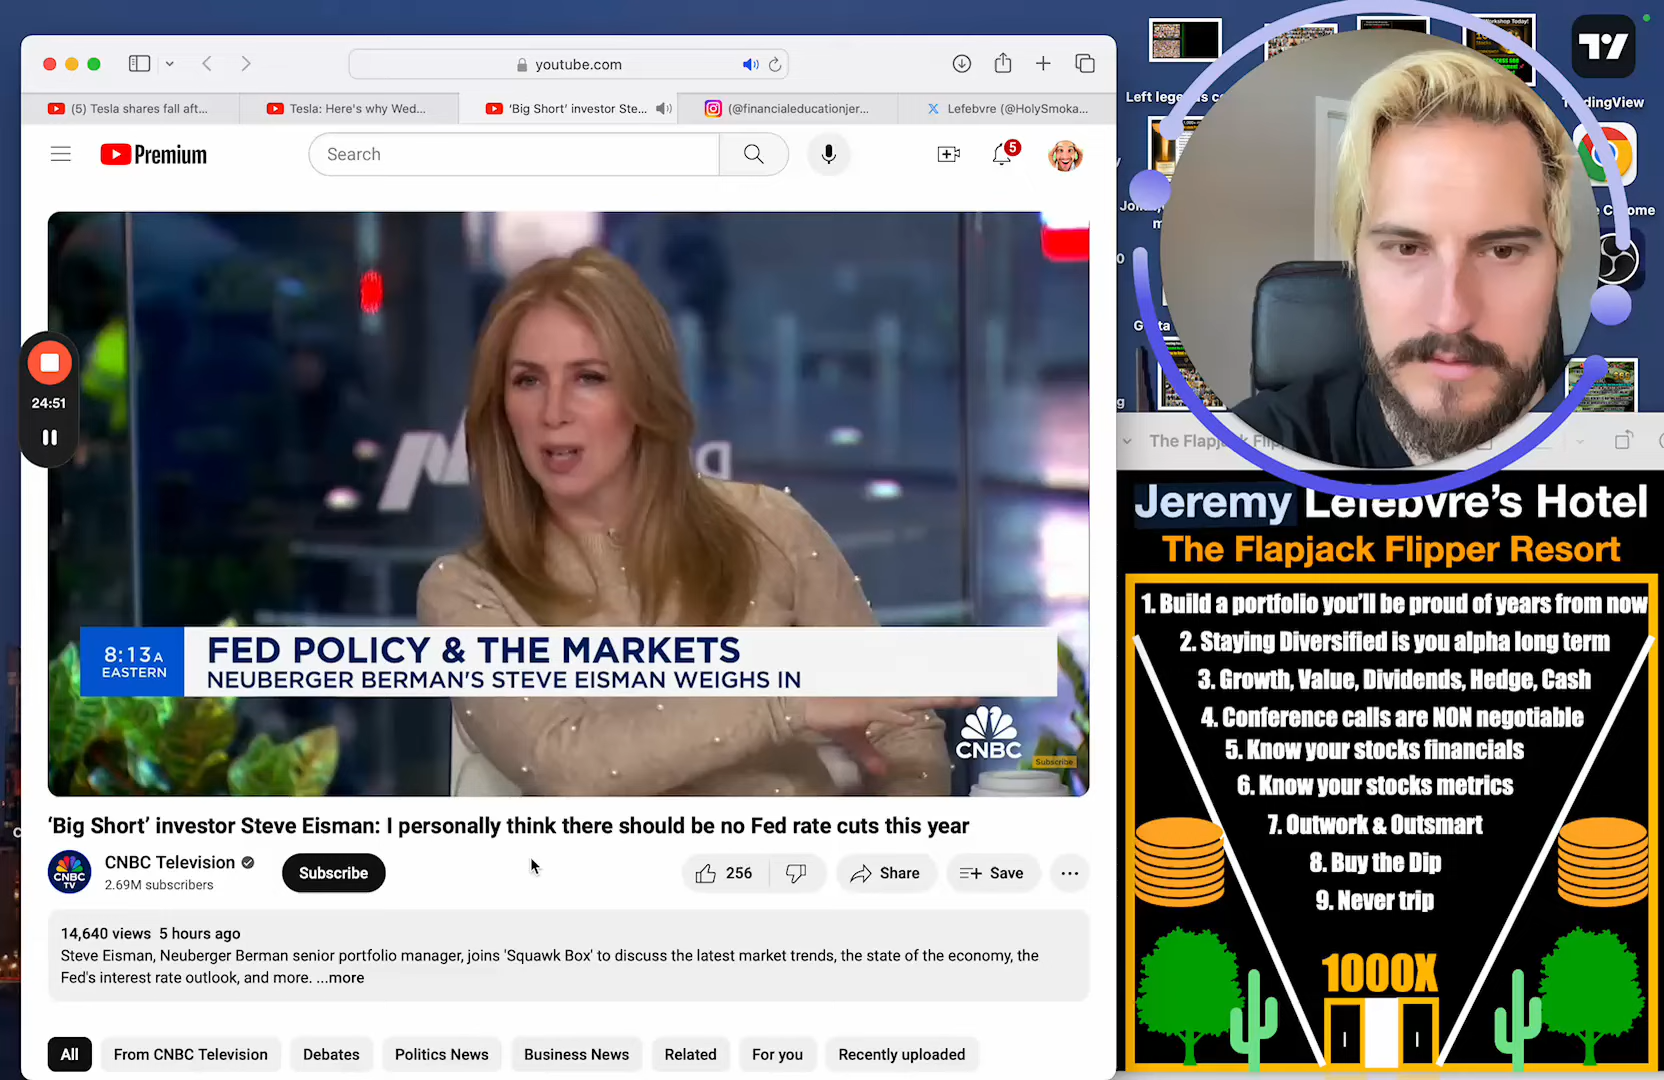 youtube.com
(5) Tesla shares fall aft...
Tesla: Here's why Wed...
‘Big Short’ investor Ste...
(@financialeducationjer...
Lefebvre (@HolySmoka...
Premium
Search
5
24:51
8:13A
EASTERN
FED POLICY & THE MARKETS
NEUBERGER BERMAN'S STEVE EISMAN WEIGHS IN
CNBC
Subscribe
‘Big Short’ investor Steve Eisman: I personally think there should be no Fed rate cuts this year
CNBC
TV
CNBC Television
2.69M subscribers
Subscribe
256
Share
Save
14,640 views 5 hours ago
Steve Eisman, Neuberger Berman senior portfolio manager, joins 'Squawk Box' to discuss the latest market trends, the state of the economy, the
Fed's interest rate outlook, and more. ...more
All
From CNBC Television
Debates
Politics News
Business News
Related
For you
Recently uploaded
Workshop Today!
Left
TradingView
Jeremy Lefebvre’s Hotel
The Flapjack Flipper Resort
1. Build a portfolio you’ll be proud of years from now
2. Staying Diversified is you alpha long term
3. Growth, Value, Dividends, Hedge, Cash
4. Conference calls are NON negotiable
5. Know your stocks financials
6. Know your stocks metrics
7. Outwork & Outsmart
8. Buy the Dip
9. Never trip
1000X